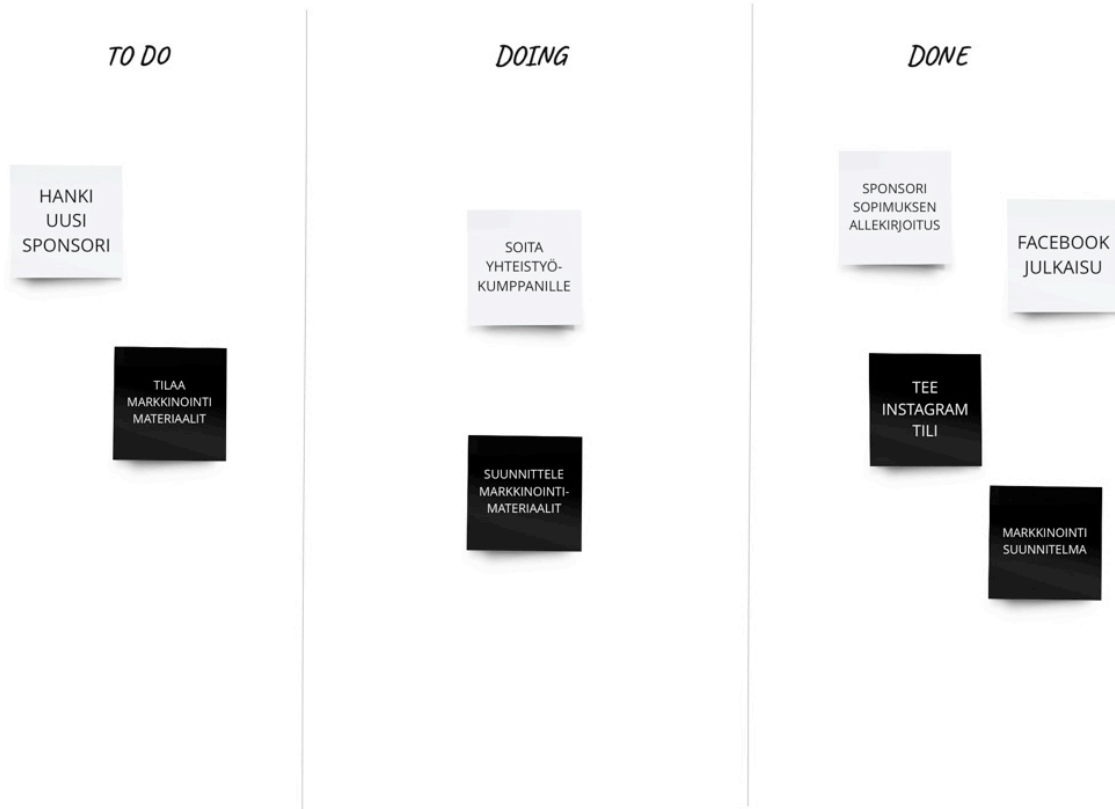 TO DO
HANKI
UUSI
SPONSORI
TILAA
MARKKINOINTI
MATERIAALIT
DOING
SOITA
YHTEISTYÖ-
KUMPPANILLE
SUUNNITTELE
MARKKINOINTI-
MATERIAALIT
DONE
SPONSORI
SOPIMUKSEN
ALLEKIRJOITUS
FACEBOOK
JULKAISU
TEE
INSTAGRAM
TILI
MARKKINOINTI
SUUNNITELMA